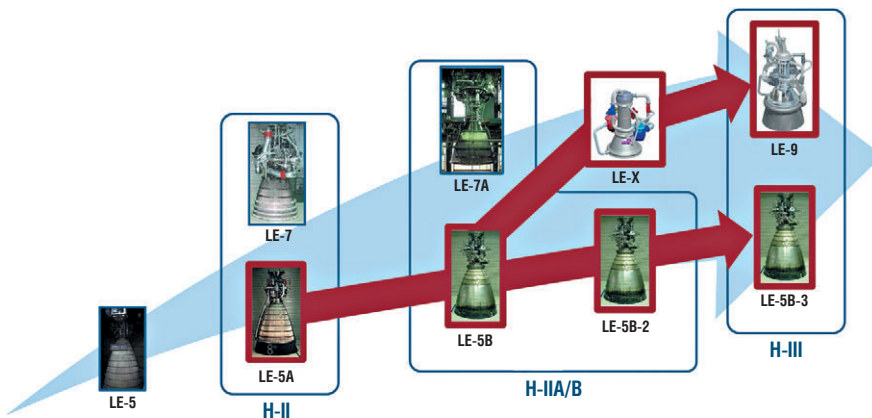 LE-5
LE-7
LE-5A
H-II
LE-7A
LE-5B
LE-X
LE-5B-2
H-IIA/B
LE-9
LE-5B-3
H-III